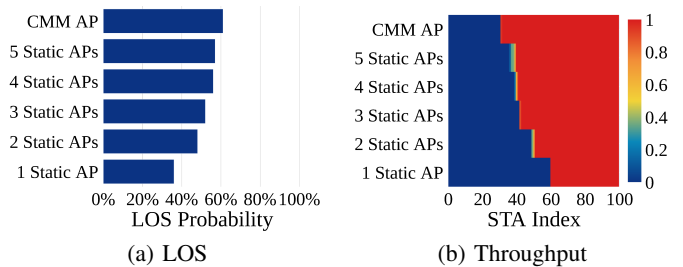 CMM AP
5 Static APs
4 Static APs
3 Static APs
2 Static APs
1 Static AP
0% 20% 40% 60% 80% 100%
LOS Probability
(a) LOS
CMM AP
5 Static APs
4 Static APs
3 Static APs
2 Static APs
1 Static AP
0 20 40 60 80 100
STA Index
1
0.8
0.6
0.4
0.2
0
(b) Throughput